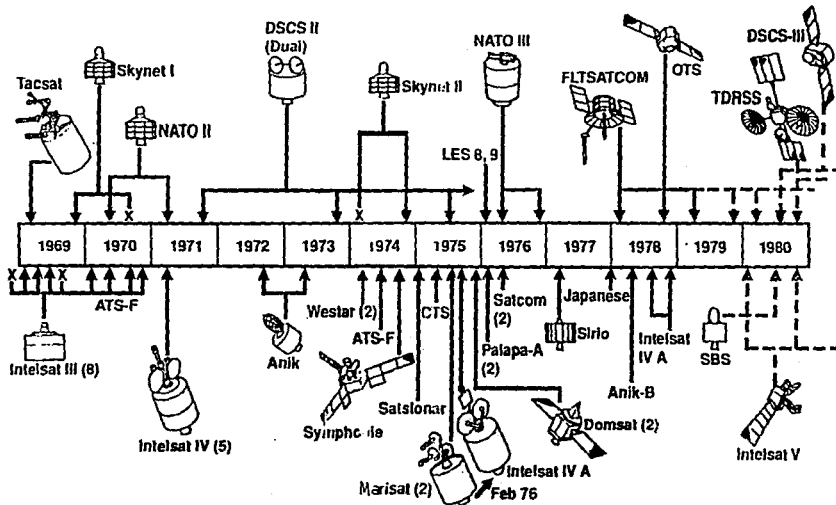 DSCS II
(Dual)
NATO III
DSCS-III
Skynet I
OTS
Tacsat
Skynet II
FLTSATCOM
TDRSS
NATO II
LES 8, 9
X
X
1969
1970
1971
1972
1973
1974
1975
1976
1977
1978
1979
1980
X
X
ATS-F
Westar (2)
CTS
Satcom
(2)
Japanese
ATS-F
Intelsat
IV A
Intelsat III (8)
Anik
Palapa-A
(2)
Sirio
SBS
Anik-B
Satsionar
Intelsat IV (5)
Symphonie
Domsat (2)
Intelsat V
Intelsat IV A
Marisat (2)
Feb 76